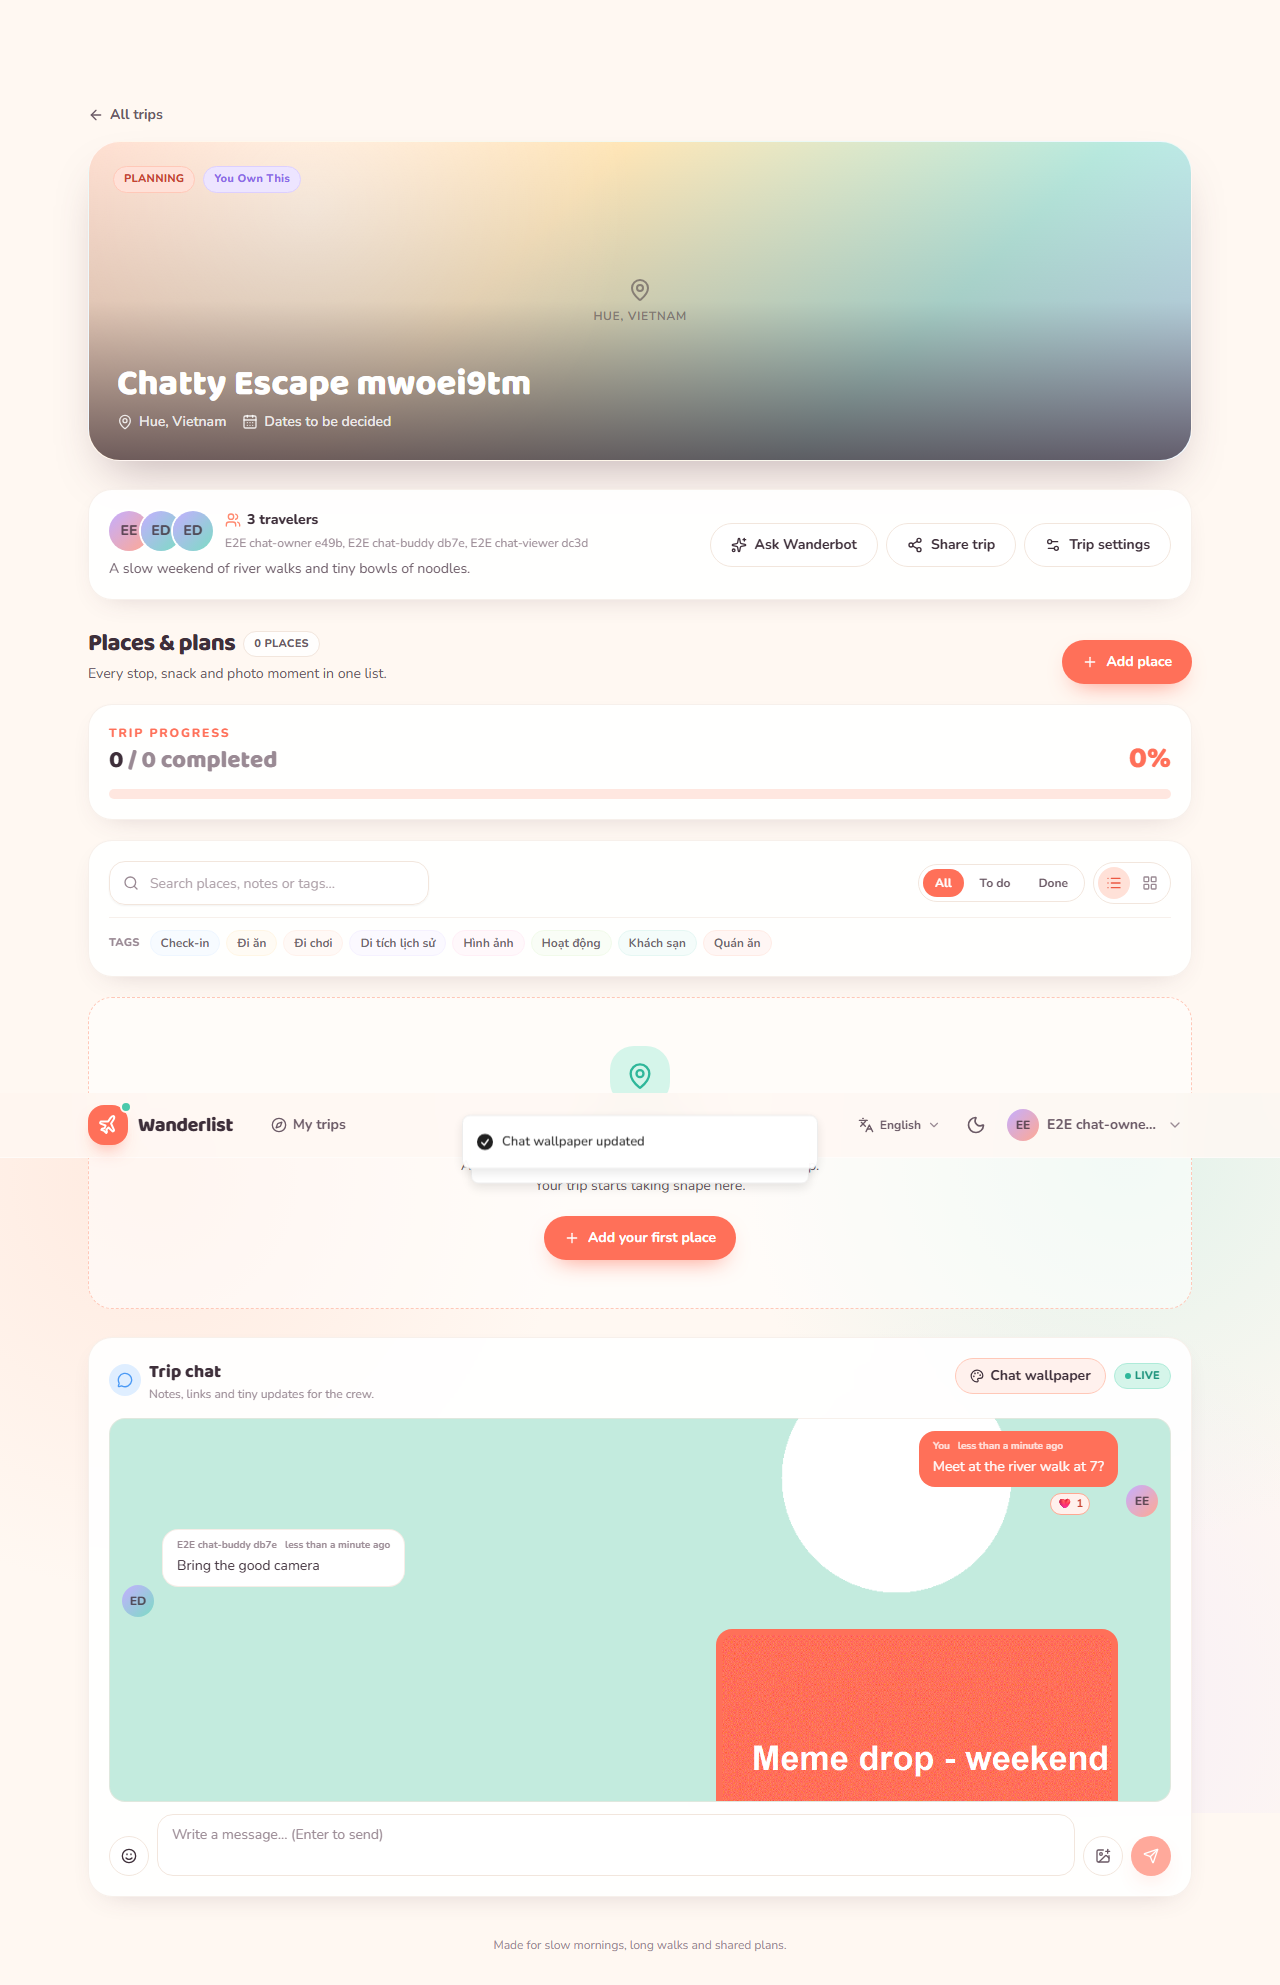 All trips
PLANNING
You Own This
HUE, VIETNAM
Chatty Escape mwoei9tm
Hue, Vietnam
Dates to be decided
EE ED ED
3 travelers
E2E chat-owner e49b, E2E chat-buddy db7e, E2E chat-viewer dc3d
A slow weekend of river walks and tiny bowls of noodles.
Ask Wanderbot
Share trip
Trip settings
Places & plans
0 PLACES
Every stop, snack and photo moment in one list.
Add place
TRIP PROGRESS
0 / 0 completed
0%
Search places, notes or tags...
All
To do
Done
TAGS
Check-in
Đi ăn
Đi chơi
Di tích lịch sử
Hình ảnh
Hoạt động
Khách sạn
Quán ăn
Wanderlist
My trips
Chat wallpaper updated
English
EE
E2E chat-owne...
Your trip starts taking shape here.
Add your first place
Trip chat
Notes, links and tiny updates for the crew.
Chat wallpaper
LIVE
You less than a minute ago
Meet at the river walk at 7?
1
EE
E2E chat-buddy db7e less than a minute ago
Bring the good camera
ED
Meme drop - weekend
Write a message... (Enter to send)
Made for slow mornings, long walks and shared plans.